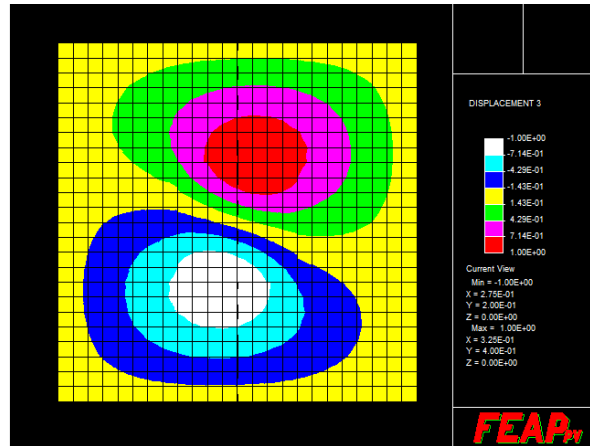 DISPLACEMENT 3
-1.00E+00
-7.14E-01
-4.29E-01
-1.43E-01
1.43E-01
4.29E-01
7.14E-01
1.00E+00
Current View
Min = -1.00E+00
X = 2.75E-01
Y = 2.00E-01
Z = 0.00E+00
Max = 1.00E+00
X = 3.25E-01
Y = 4.00E-01
Z = 0.00E+00
FEAPpv